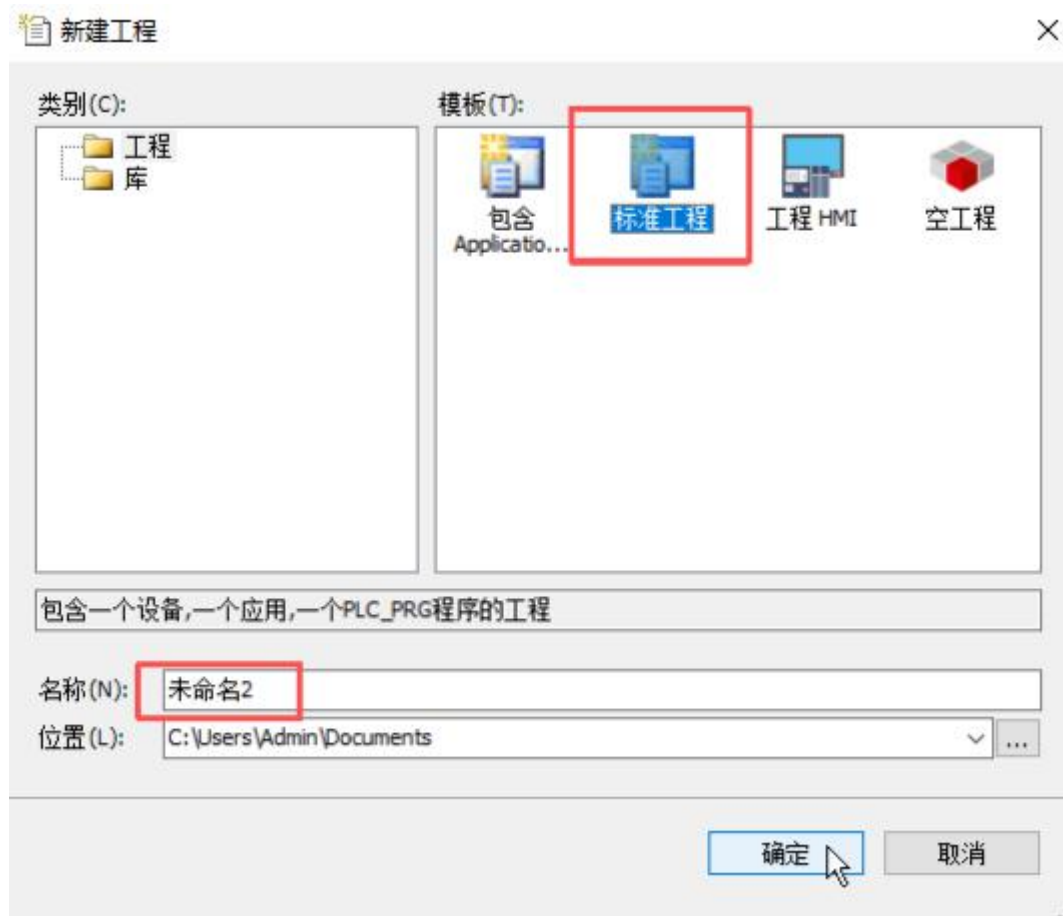 新建工程
类别(C):
模板(T):
工程
库
包含
Applicatio...
标准工程
工程 HMI
空工程
包含一个设备,一个应用,一个PLC_PRG程序的工程
名称(N):
未命名2
位置(L):
C:\Users\Admin\Documents
...
确定
取消